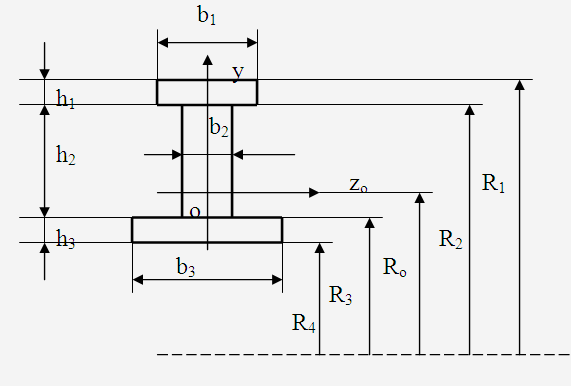 b₁
y
h₁
b₂
h₂
zₒ
R₁
o
h₃
R₂
b₃
Rₒ
R₃
R₄